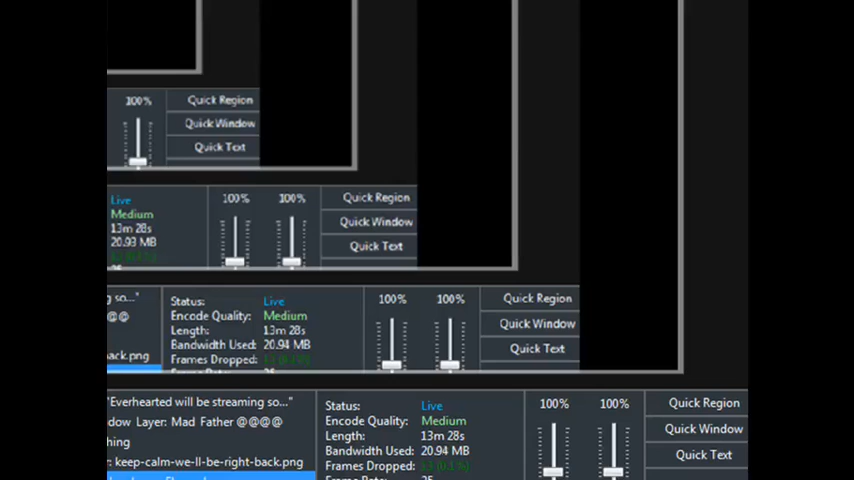 100% Quick Region
Quick Window
Quick Text
Live 100% 100% Quick Region
Medium
13m 28s Quick Window
20.93 MB
Quick Text
so..." Status: Live 100% 100% Quick Region
@@ Encode Quality: Medium
Length: 13m 28s Quick Window
Bandwidth Used: 20.94 MB Quick Text
back.png Frames Dropped:
"Everhearted will be streaming so..." Status: Live 100% 100% Quick Region
dow Layer: Mad Father @@@@ Encode Quality: Medium
hing Length: 13m 28s Quick Window
: keep-calm-we-ll-be-right-back.png Bandwidth Used: 20.94 MB Quick Text
Frames Dropped: